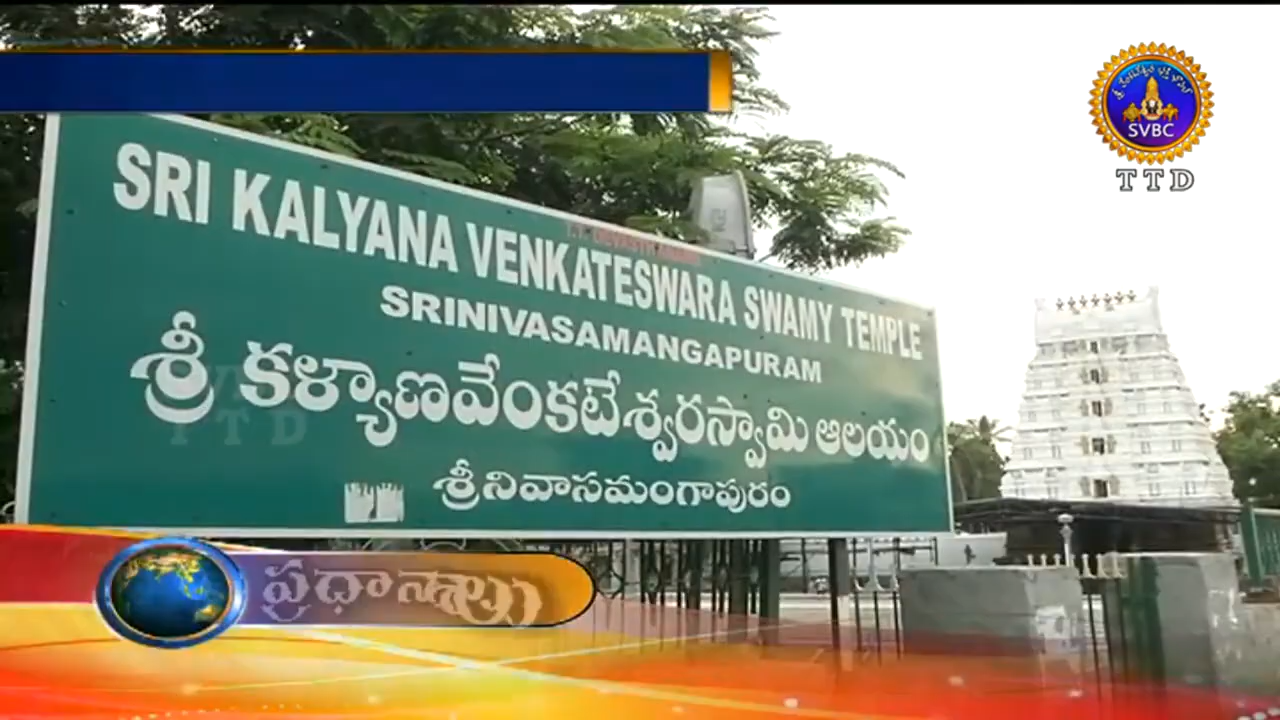 SRI KALYANA VENKATESWARA SWAMY TEMPLE
SRINIVASAMANGAPURAM
శ్రీ కళ్యాణవేంకటేశ్వరస్వామి ఆలయం
శ్రీనివాసమంగాపురం
SVBC
TTD
ప్రధానాంశాలు